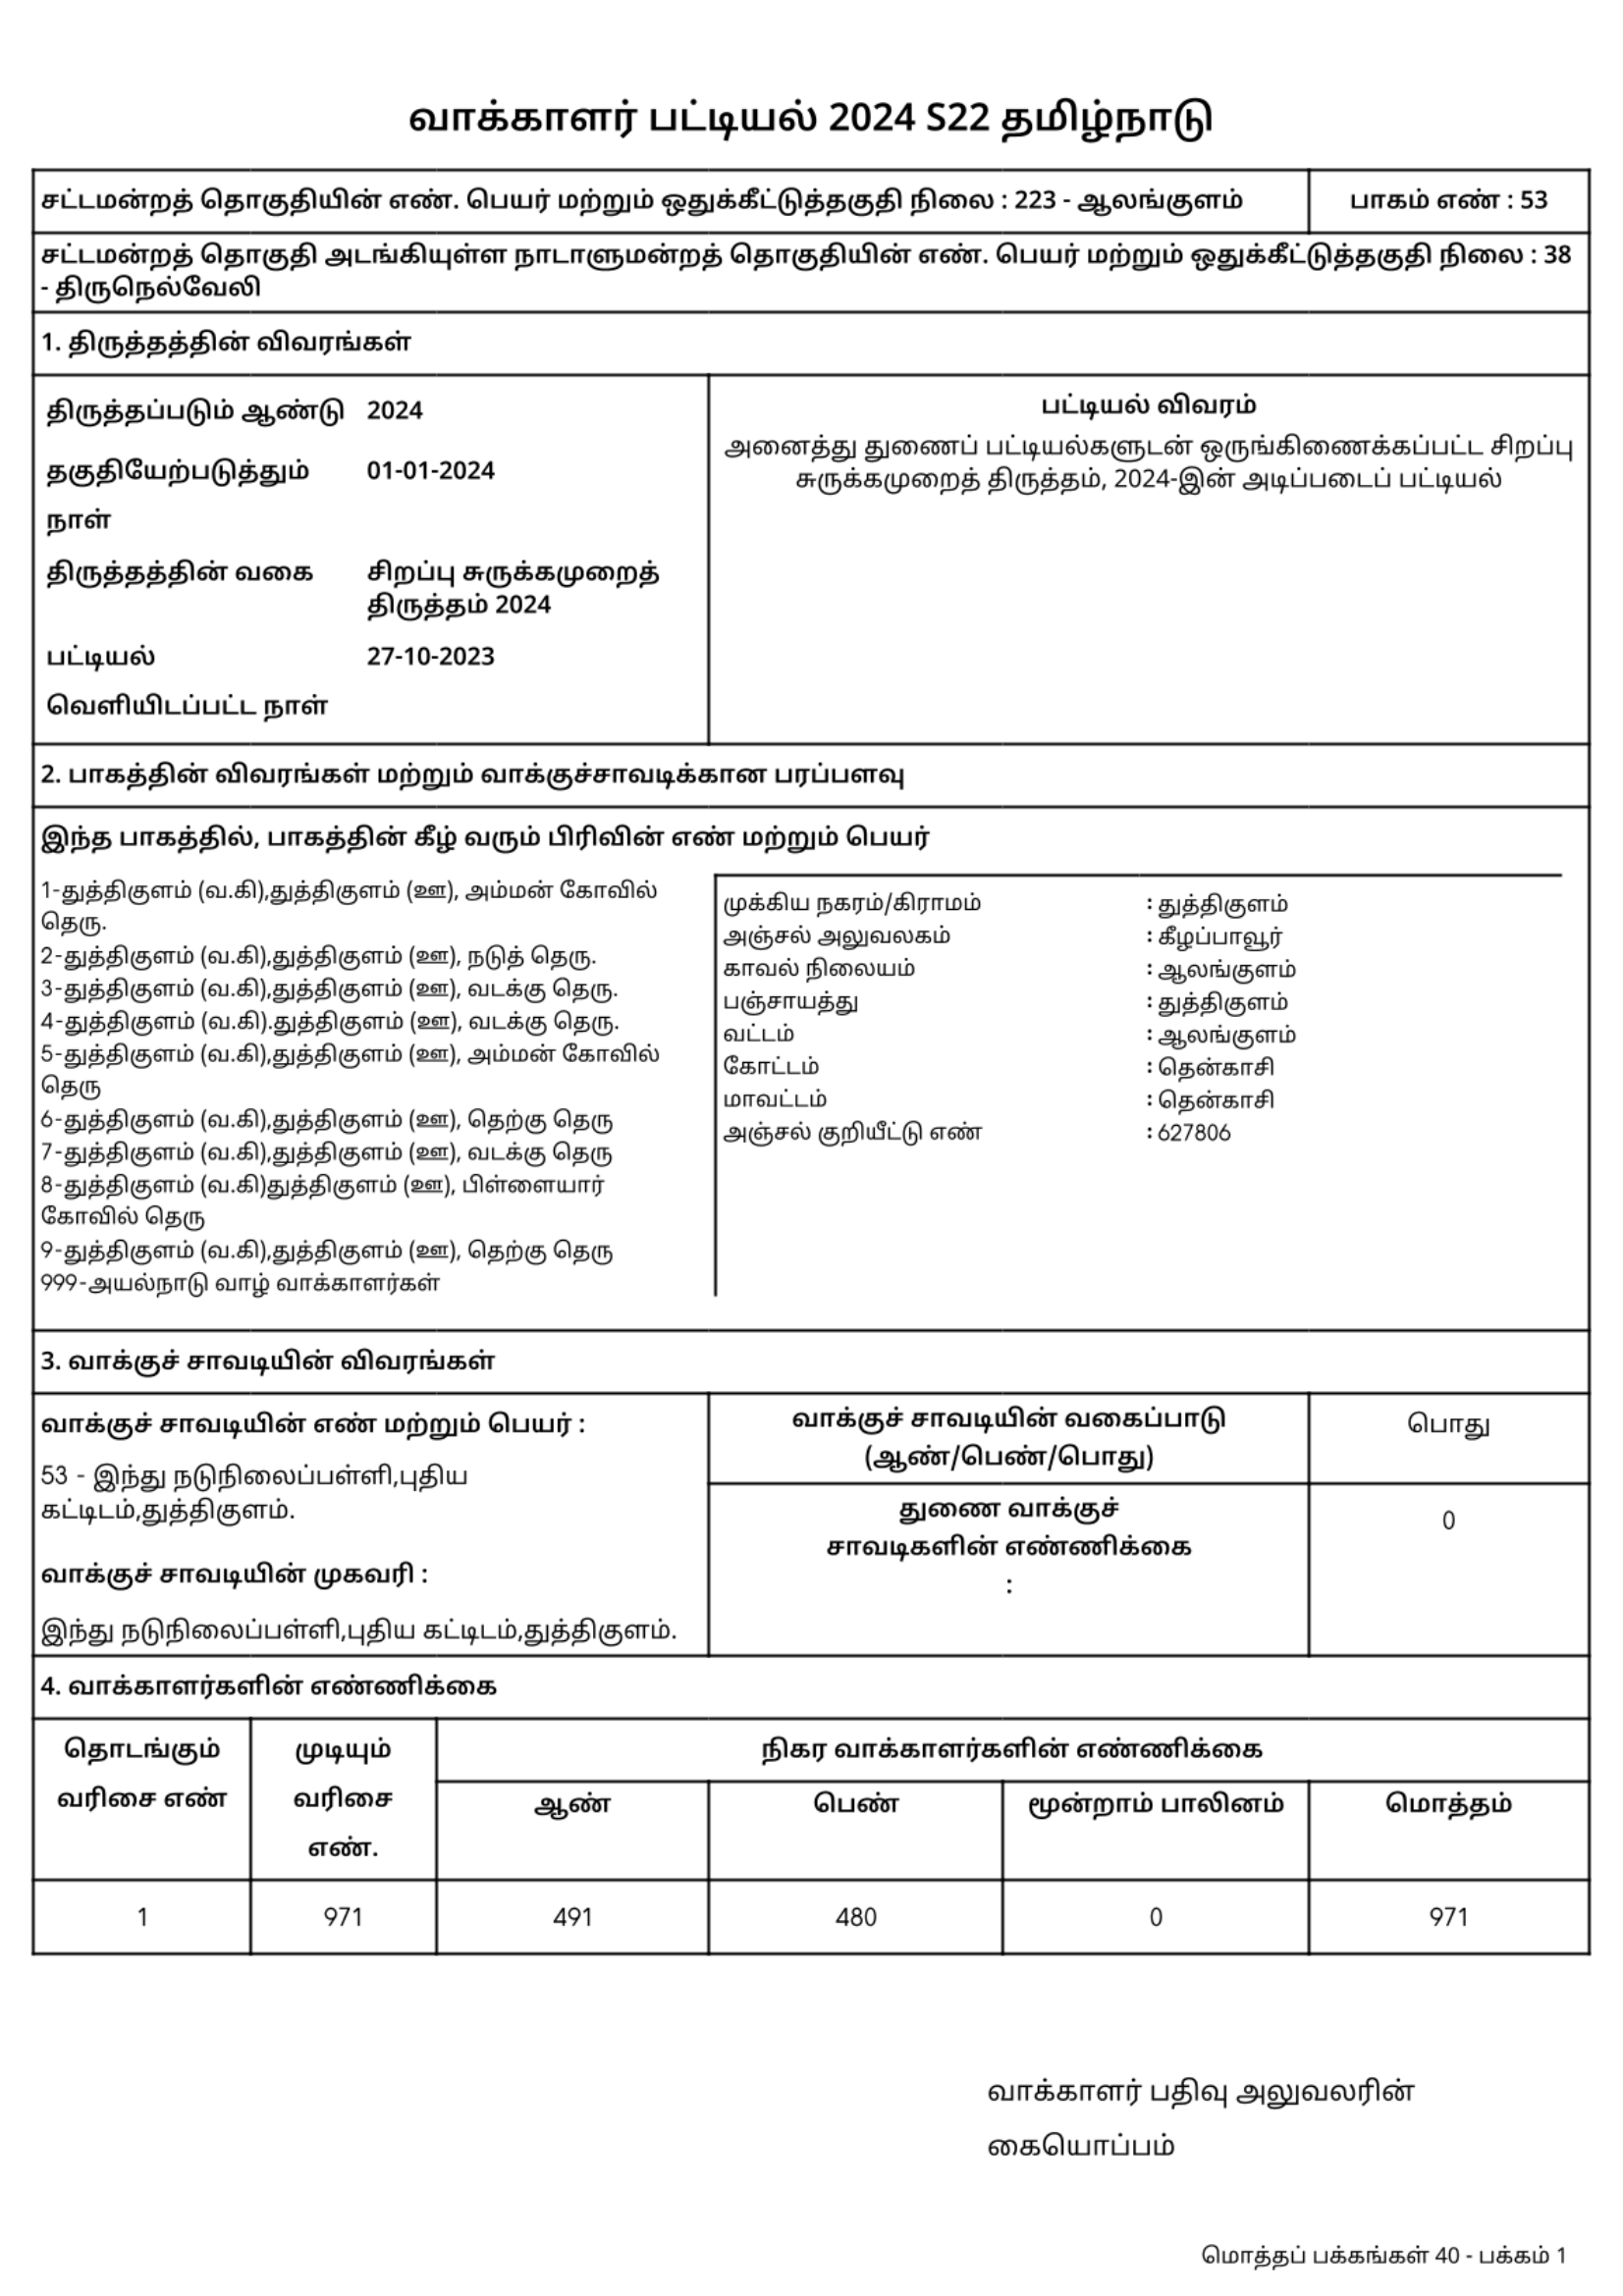 வாக்காளர் பட்டியல் 2024 S22 தமிழ்நாடு
சட்டமன்றத் தொகுதியின் எண். பெயர் மற்றும் ஒதுக்கீட்டுத்தகுதி நிலை : 223 - ஆலங்குளம்
பாகம் எண் : 53
சட்டமன்றத் தொகுதி அடங்கியுள்ள நாடாளுமன்றத் தொகுதியின் எண். பெயர் மற்றும் ஒதுக்கீட்டுத்தகுதி நிலை : 38
- திருநெல்வேலி
1. திருத்தத்தின் விவரங்கள்
திருத்தப்படும் ஆண்டு 2024
தகுதியேற்படுத்தும் 01-01-2024
நாள்
திருத்தத்தின் வகை சிறப்பு சுருக்கமுறைத்
திருத்தம் 2024
பட்டியல் 27-10-2023
வெளியிடப்பட்ட நாள்
பட்டியல் விவரம்
அனைத்து துணைப் பட்டியல்களுடன் ஒருங்கிணைக்கப்பட்ட சிறப்பு
சுருக்கமுறைத் திருத்தம், 2024-இன் அடிப்படைப் பட்டியல்
2. பாகத்தின் விவரங்கள் மற்றும் வாக்குச்சாவடிக்கான பரப்பளவு
இந்த பாகத்தில், பாகத்தின் கீழ் வரும் பிரிவின் எண் மற்றும் பெயர்
1-துத்திகுளம் (வ.கி),துத்திகுளம் (ஊ), அம்மன் கோவில்
தெரு.
2-துத்திகுளம் (வ.கி),துத்திகுளம் (ஊ), நடுத் தெரு.
3-துத்திகுளம் (வ.கி),துத்திகுளம் (ஊ), வடக்கு தெரு.
4-துத்திகுளம் (வ.கி).துத்திகுளம் (ஊ), வடக்கு தெரு.
5-துத்திகுளம் (வ.கி),துத்திகுளம் (ஊ), அம்மன் கோவில்
தெரு
6-துத்திகுளம் (வ.கி),துத்திகுளம் (ஊ), தெற்கு தெரு
7-துத்திகுளம் (வ.கி),துத்திகுளம் (ஊ), வடக்கு தெரு
8-துத்திகுளம் (வ.கி)துத்திகுளம் (ஊ), பிள்ளையார்
கோவில் தெரு
9-துத்திகுளம் (வ.கி),துத்திகுளம் (ஊ), தெற்கு தெரு
999-அயல்நாடு வாழ் வாக்காளர்கள்
முக்கிய நகரம்/கிராமம் : துத்திகுளம்
அஞ்சல் அலுவலகம் : கீழப்பாவூர்
காவல் நிலையம் : ஆலங்குளம்
பஞ்சாயத்து : துத்திகுளம்
வட்டம் : ஆலங்குளம்
கோட்டம் : தென்காசி
மாவட்டம் : தென்காசி
அஞ்சல் குறியீட்டு எண் : 627806
3. வாக்குச் சாவடியின் விவரங்கள்
வாக்குச் சாவடியின் எண் மற்றும் பெயர் :
53 - இந்து நடுநிலைப்பள்ளி,புதிய
கட்டிடம்,துத்திகுளம்.
வாக்குச் சாவடியின் முகவரி :
இந்து நடுநிலைப்பள்ளி,புதிய கட்டிடம்,துத்திகுளம்.
வாக்குச் சாவடியின் வகைப்பாடு
(ஆண்/பெண்/பொது)
பொது
துணை வாக்குச்
சாவடிகளின் எண்ணிக்கை
:
0
4. வாக்காளர்களின் எண்ணிக்கை
தொடங்கும்
வரிசை எண்
முடியும்
வரிசை
எண்.
நிகர வாக்காளர்களின் எண்ணிக்கை
ஆண் பெண் மூன்றாம் பாலினம் மொத்தம்
1 971 491 480 0 971
வாக்காளர் பதிவு அலுவலரின்
கையொப்பம்
மொத்தப் பக்கங்கள் 40 - பக்கம் 1